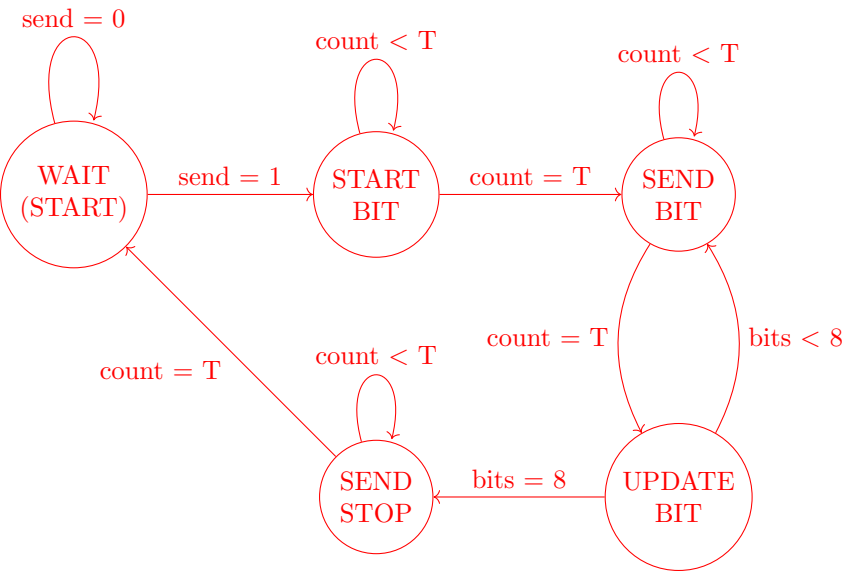 send = 0
count < T
count < T
WAIT
(START)
send = 1
START
BIT
count = T
SEND
BIT
count = T
bits < 8
count = T
count < T
SEND
STOP
bits = 8
UPDATE
BIT